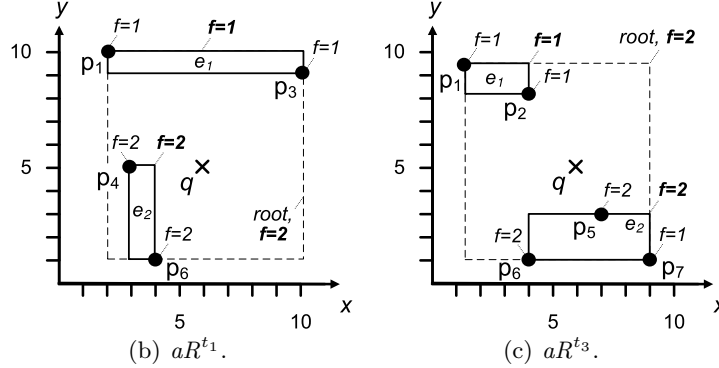 y
f=1
f=1
f=1
10
p1
e1
p3
f=2
f=2
5
p4
q
e2
root,
f=2
f=2
p6
5
10
x
(b) aR^t1.
y
f=1
f=1
root, f=2
10
p1
e1
f=1
p2
5
q
f=2
f=2
p5
e2
f=2
f=1
p6
p7
5
10
x
(c) aR^t3.